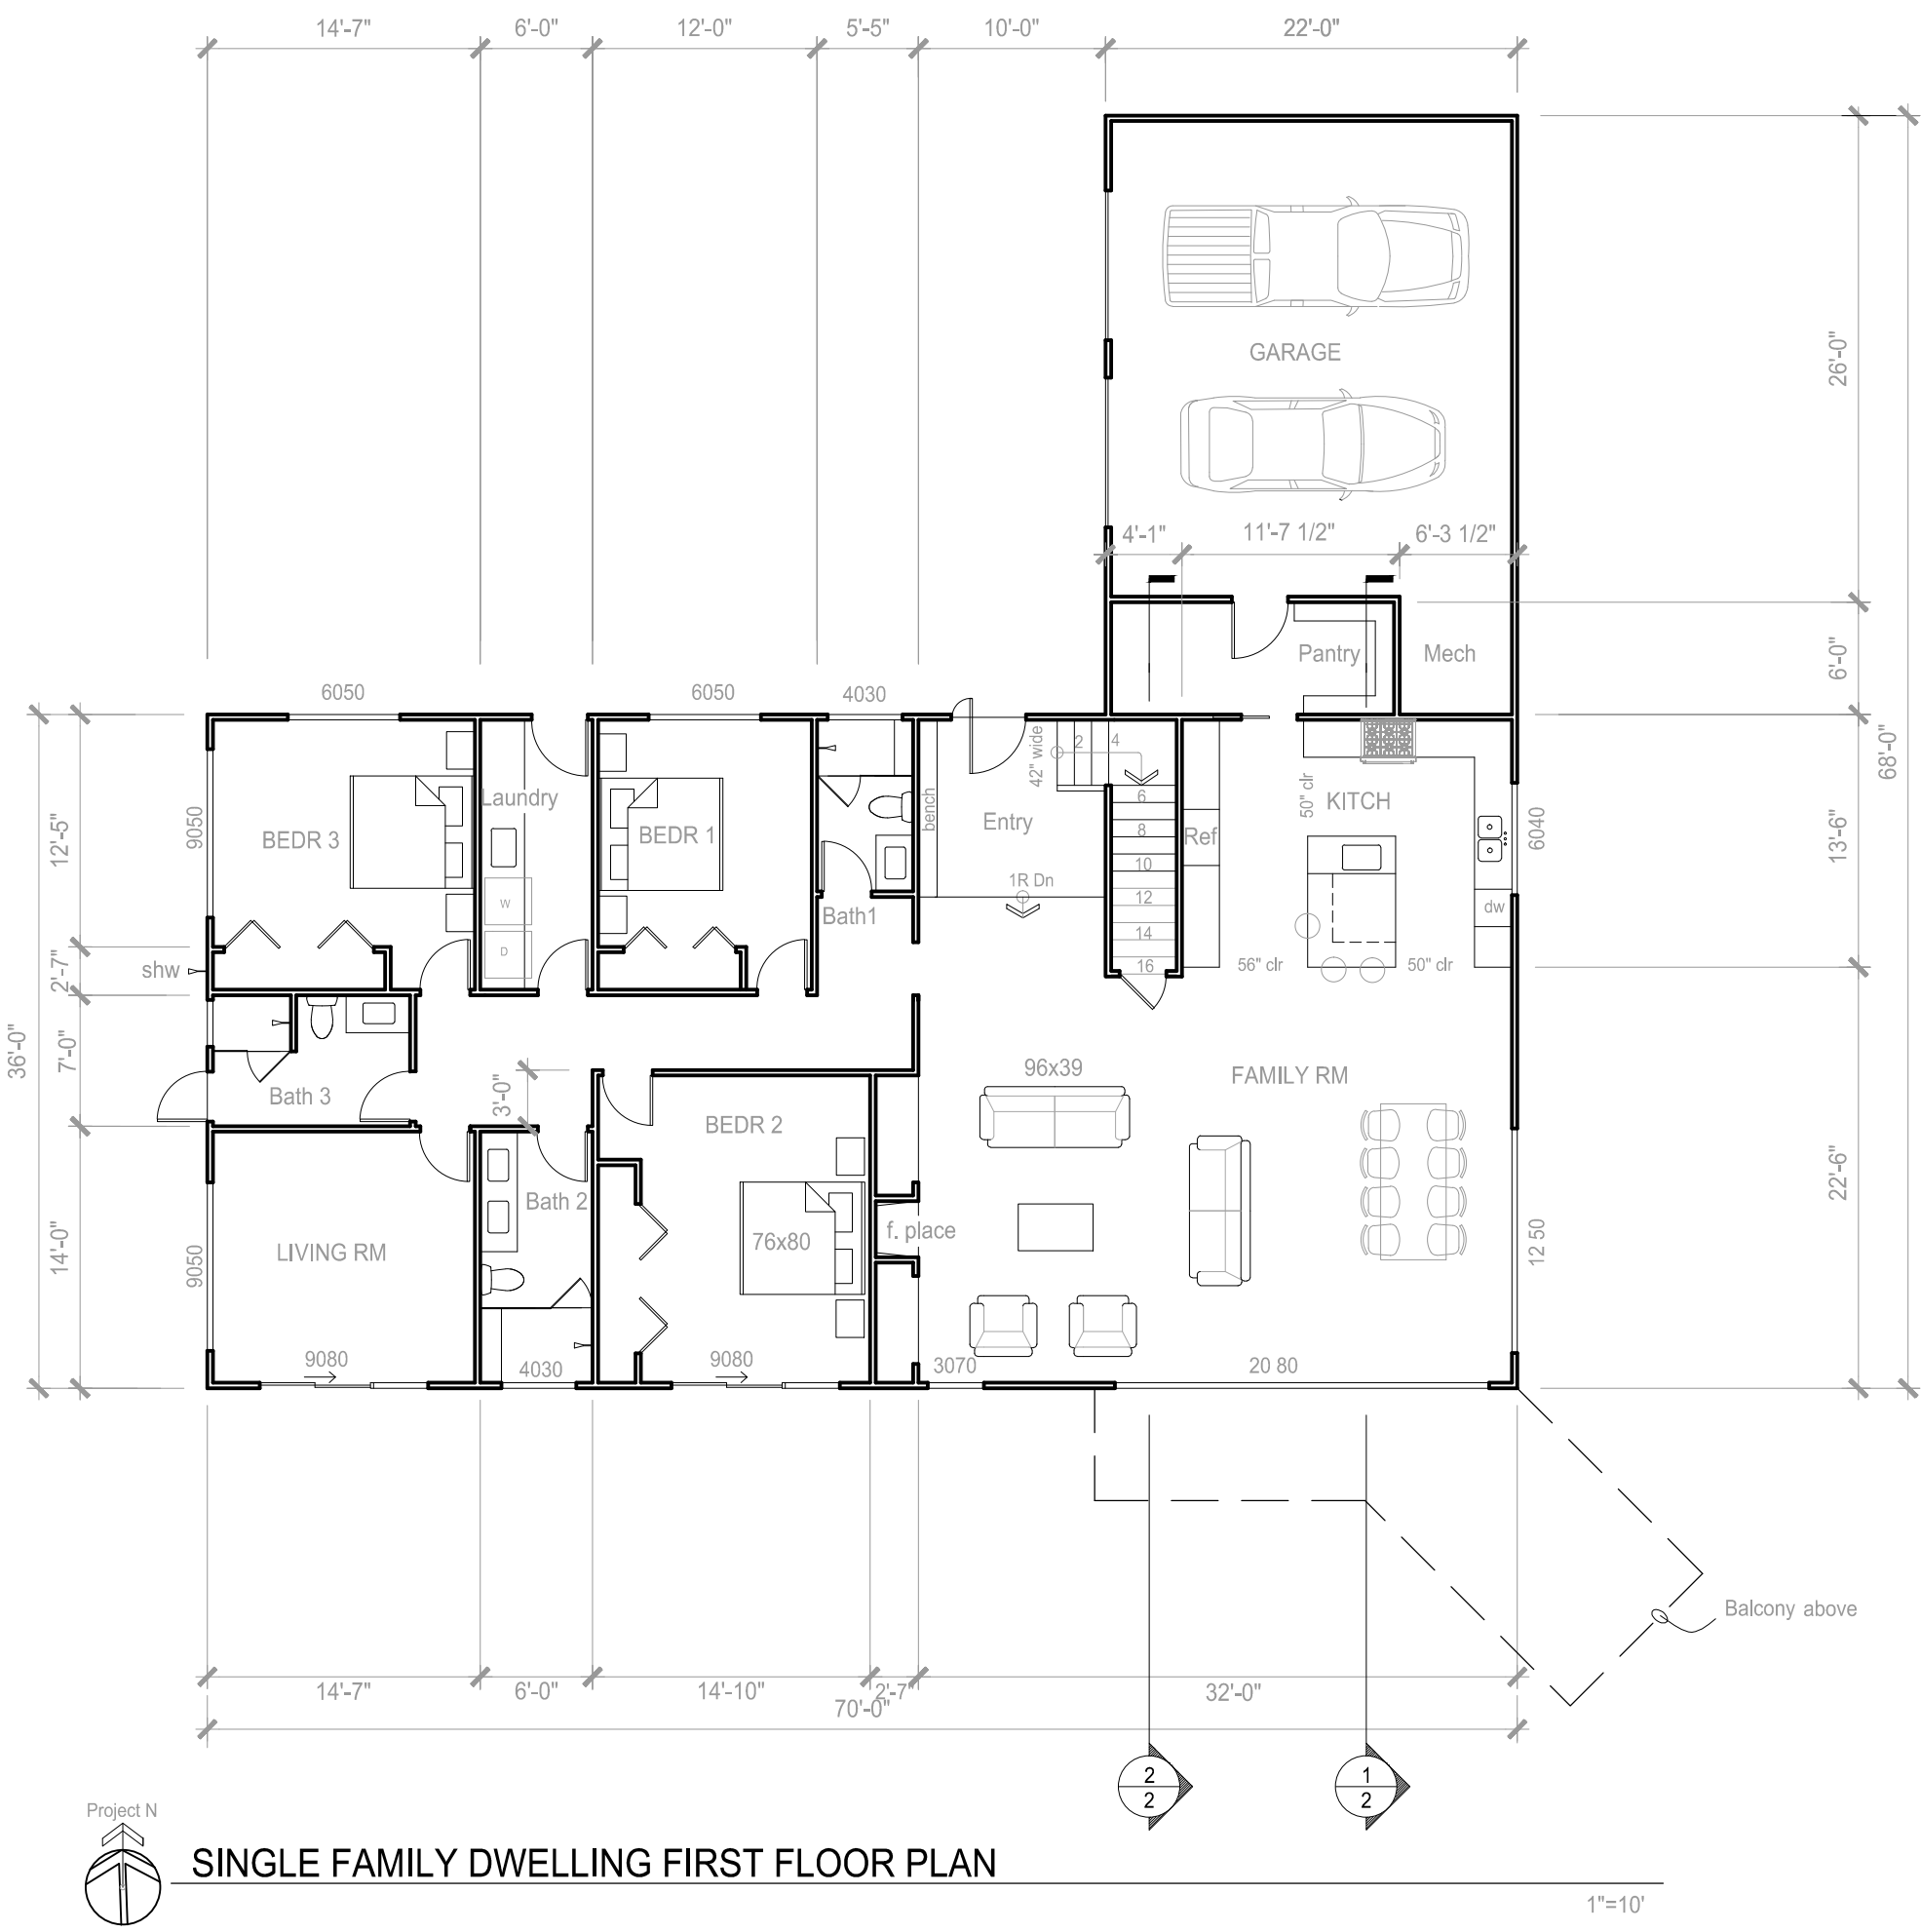 14'-7" 6'-0" 12'-0" 5'-5" 10'-0" 22'-0"
GARAGE
26'-0"
4'-1" 11'-7 1/2" 6'-3 1/2"
Pantry
Mech
6'-0"
6050
6050
4030
68'-0"
9050
BEDR 3
Laundry
W
D
BEDR 1
Bath1
bench
Entry
42" wide
2
4
6
8
10
12
14
16
1R Dn
Ref
50" clr
KITCH
dw
6040
56" clr
50" clr
13'-6"
12'-5"
2'-7"
shw
36'-0"
7'-0"
Bath 3
3'-0"
BEDR 2
96x39
FAMILY RM
22'-6"
14'-0"
9050
LIVING RM
Bath 2
76x80
f. place
12 50
9080
4030
9080
3070
20 80
Balcony above
14'-7" 6'-0" 14'-10" 2'-7" 32'-0"
70'-0"
2
2
1
2
Project N
SINGLE FAMILY DWELLING FIRST FLOOR PLAN
1"=10'